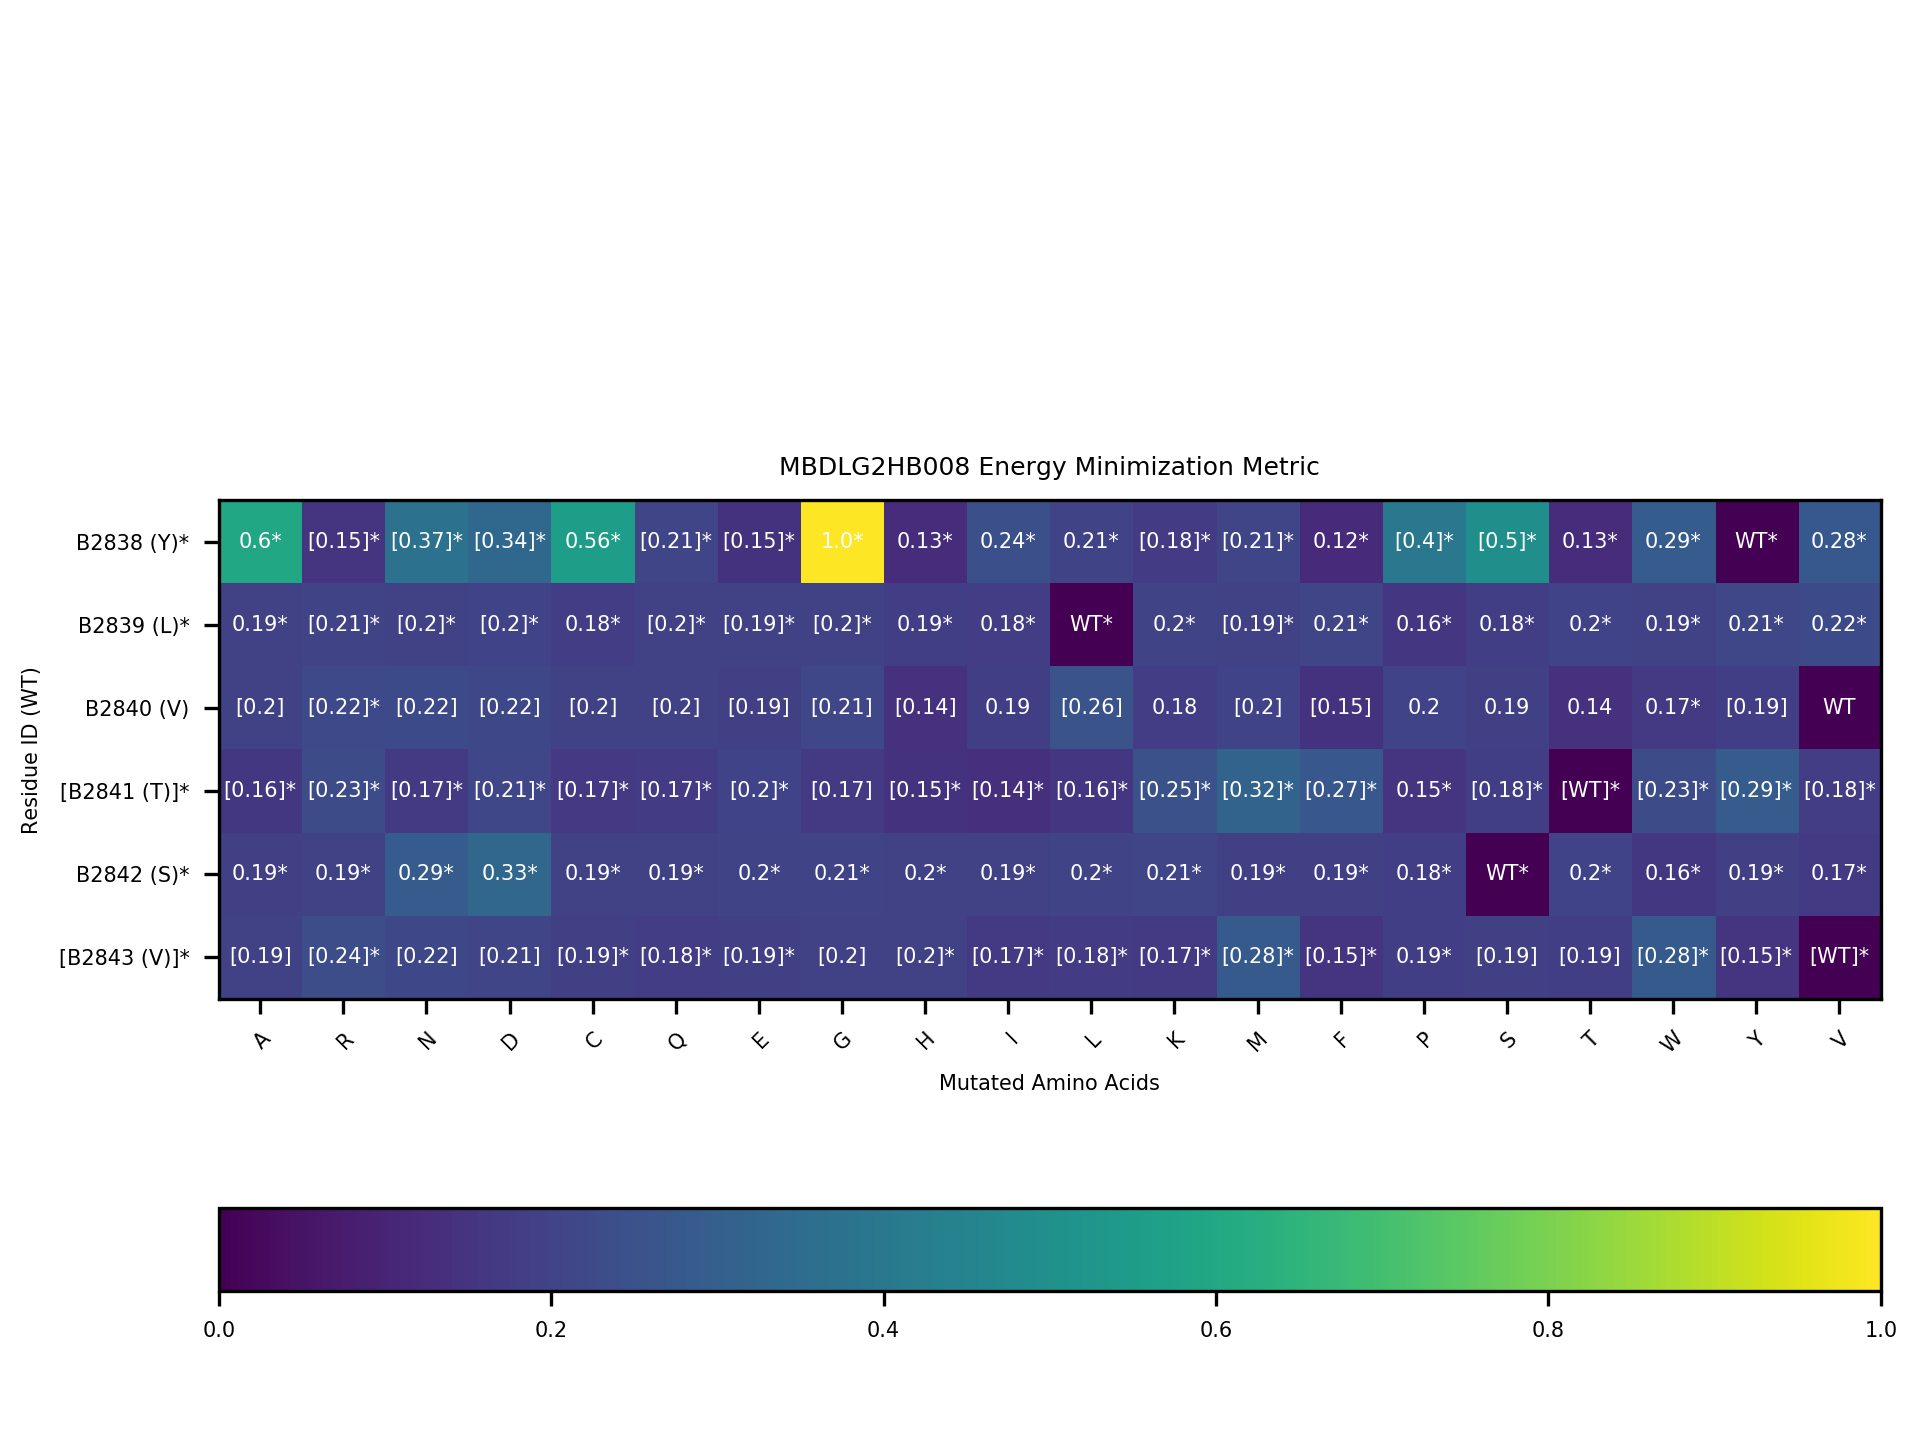 MBDLG2HB008 Energy Minimization Metric
B2838 (Y)* 0.6* [0.15]* [0.37]* [0.34]* 0.56* [0.21]* [0.15]* 1.0* 0.13* 0.24* 0.21* [0.18]* [0.21]* 0.12* [0.4]* [0.5]* 0.13* 0.29* WT* 0.28*
B2839 (L)* 0.19* [0.21]* [0.2]* [0.2]* 0.18* [0.2]* [0.19]* [0.2]* 0.19* 0.18* WT* 0.2* [0.19]* 0.21* 0.16* 0.18* 0.2* 0.19* 0.21* 0.22*
B2840 (V) [0.2] [0.22]* [0.22] [0.22] [0.2] [0.2] [0.19] [0.21] [0.14] 0.19 [0.26] 0.18 [0.2] [0.15] 0.2 0.19 0.14 0.17* [0.19] WT
[B2841 (T)]* [0.16]* [0.23]* [0.17]* [0.21]* [0.17]* [0.17]* [0.2]* [0.17] [0.15]* [0.14]* [0.16]* [0.25]* [0.32]* [0.27]* 0.15* [0.18]* [WT]* [0.23]* [0.29]* [0.18]*
B2842 (S)* 0.19* 0.19* 0.29* 0.33* 0.19* 0.19* 0.2* 0.21* 0.2* 0.19* 0.2* 0.21* 0.19* 0.19* 0.18* WT* 0.2* 0.16* 0.19* 0.17*
[B2843 (V)]* [0.19] [0.24]* [0.22] [0.21] [0.19]* [0.18]* [0.19]* [0.2] [0.2]* [0.17]* [0.18]* [0.17]* [0.28]* [0.15]* 0.19* [0.19] [0.19] [0.28]* [0.15]* [WT]*
Residue ID (WT)
A R N D C Q E G H I L K M F P S T W Y V
Mutated Amino Acids
0.0 0.2 0.4 0.6 0.8 1.0